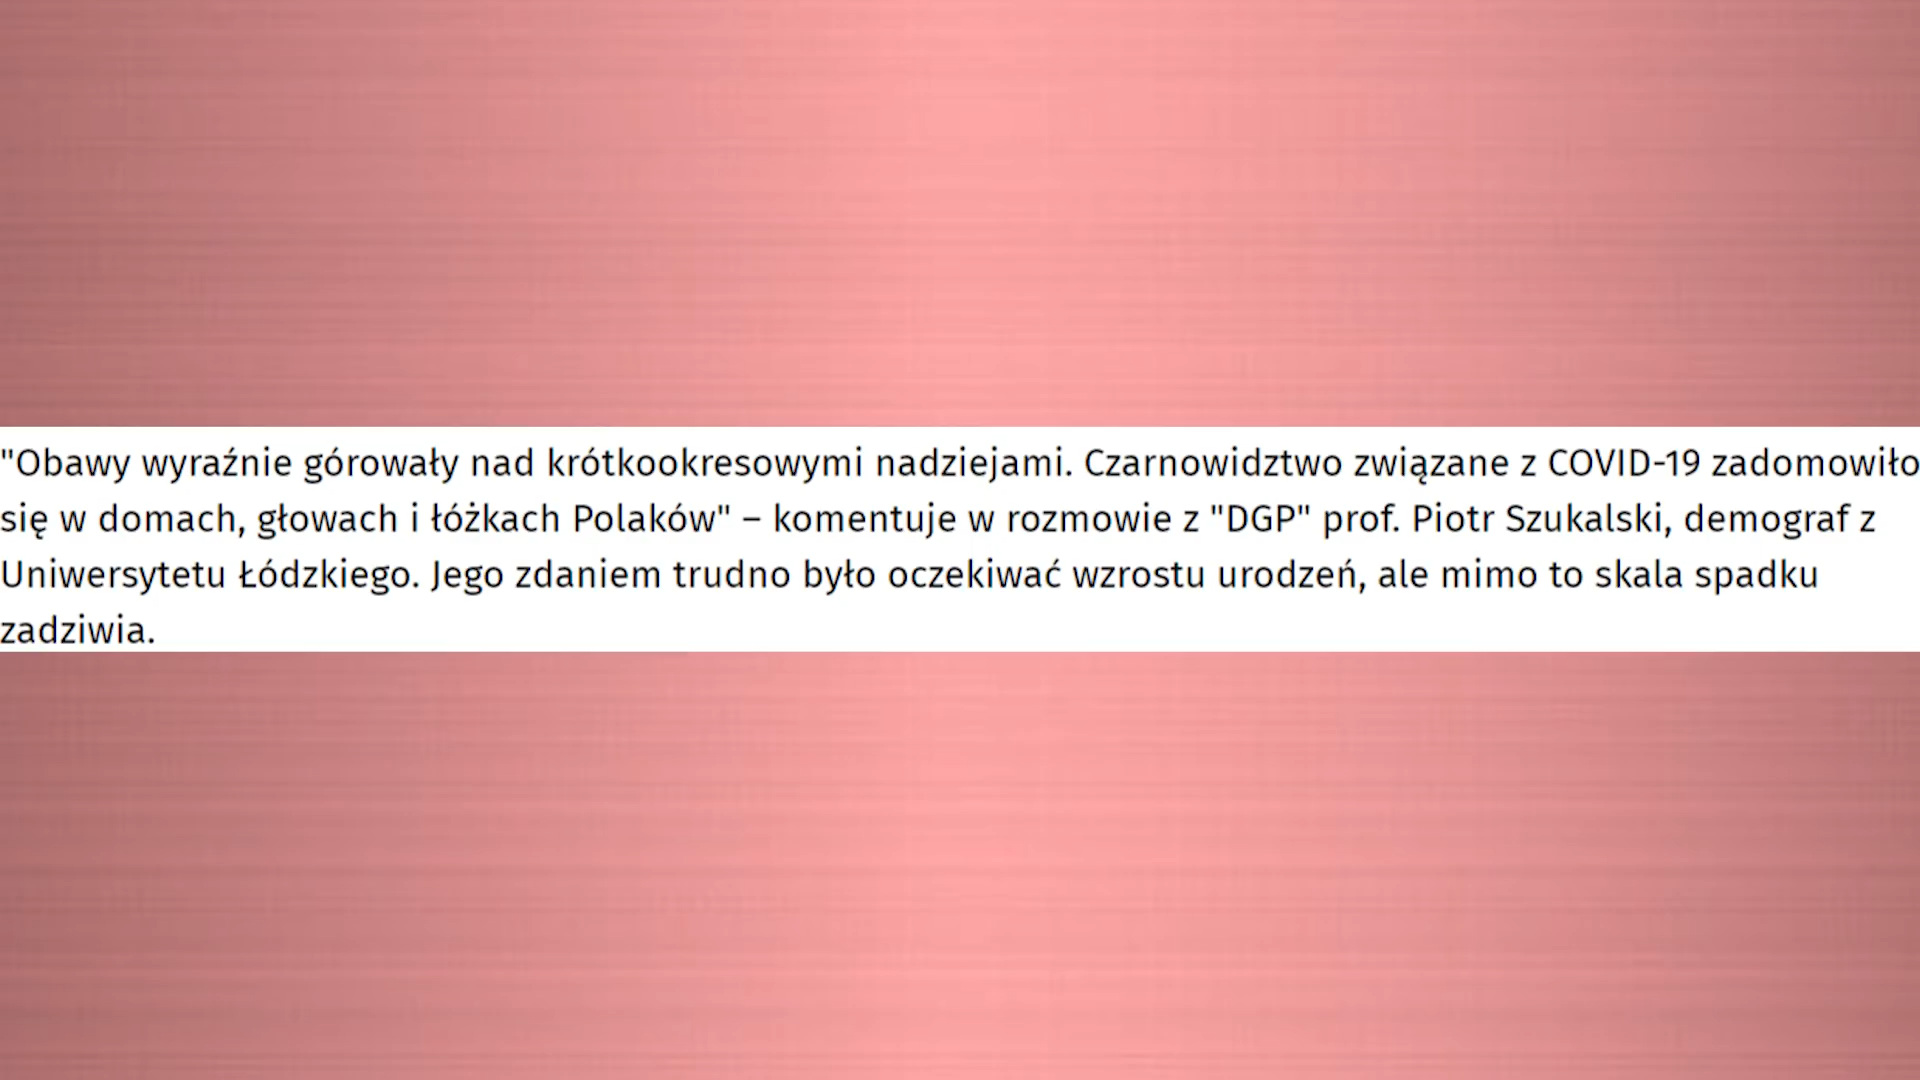 "Obawy wyraźnie górowały nad krótkookresowymi nadziejami. Czarnowidztwo związane z COVID-19 zadomowiło
się w domach, głowach i łóżkach Polaków" – komentuje w rozmowie z "DGP" prof. Piotr Szukalski, demograf z
Uniwersytetu Łódzkiego. Jego zdaniem trudno było oczekiwać wzrostu urodzeń, ale mimo to skala spadku
zadziwia.